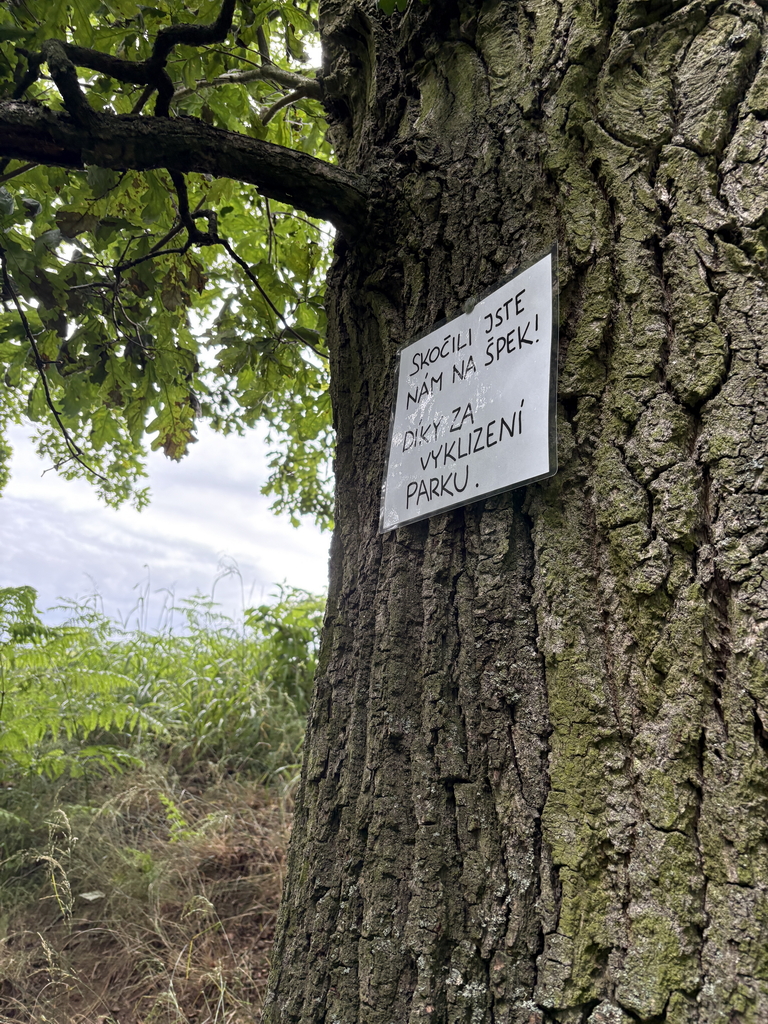 SKOČILI JSTE
NÁM NA ŠPEK!
DÍKY ZA
VYKLIZENÍ
PARKU.